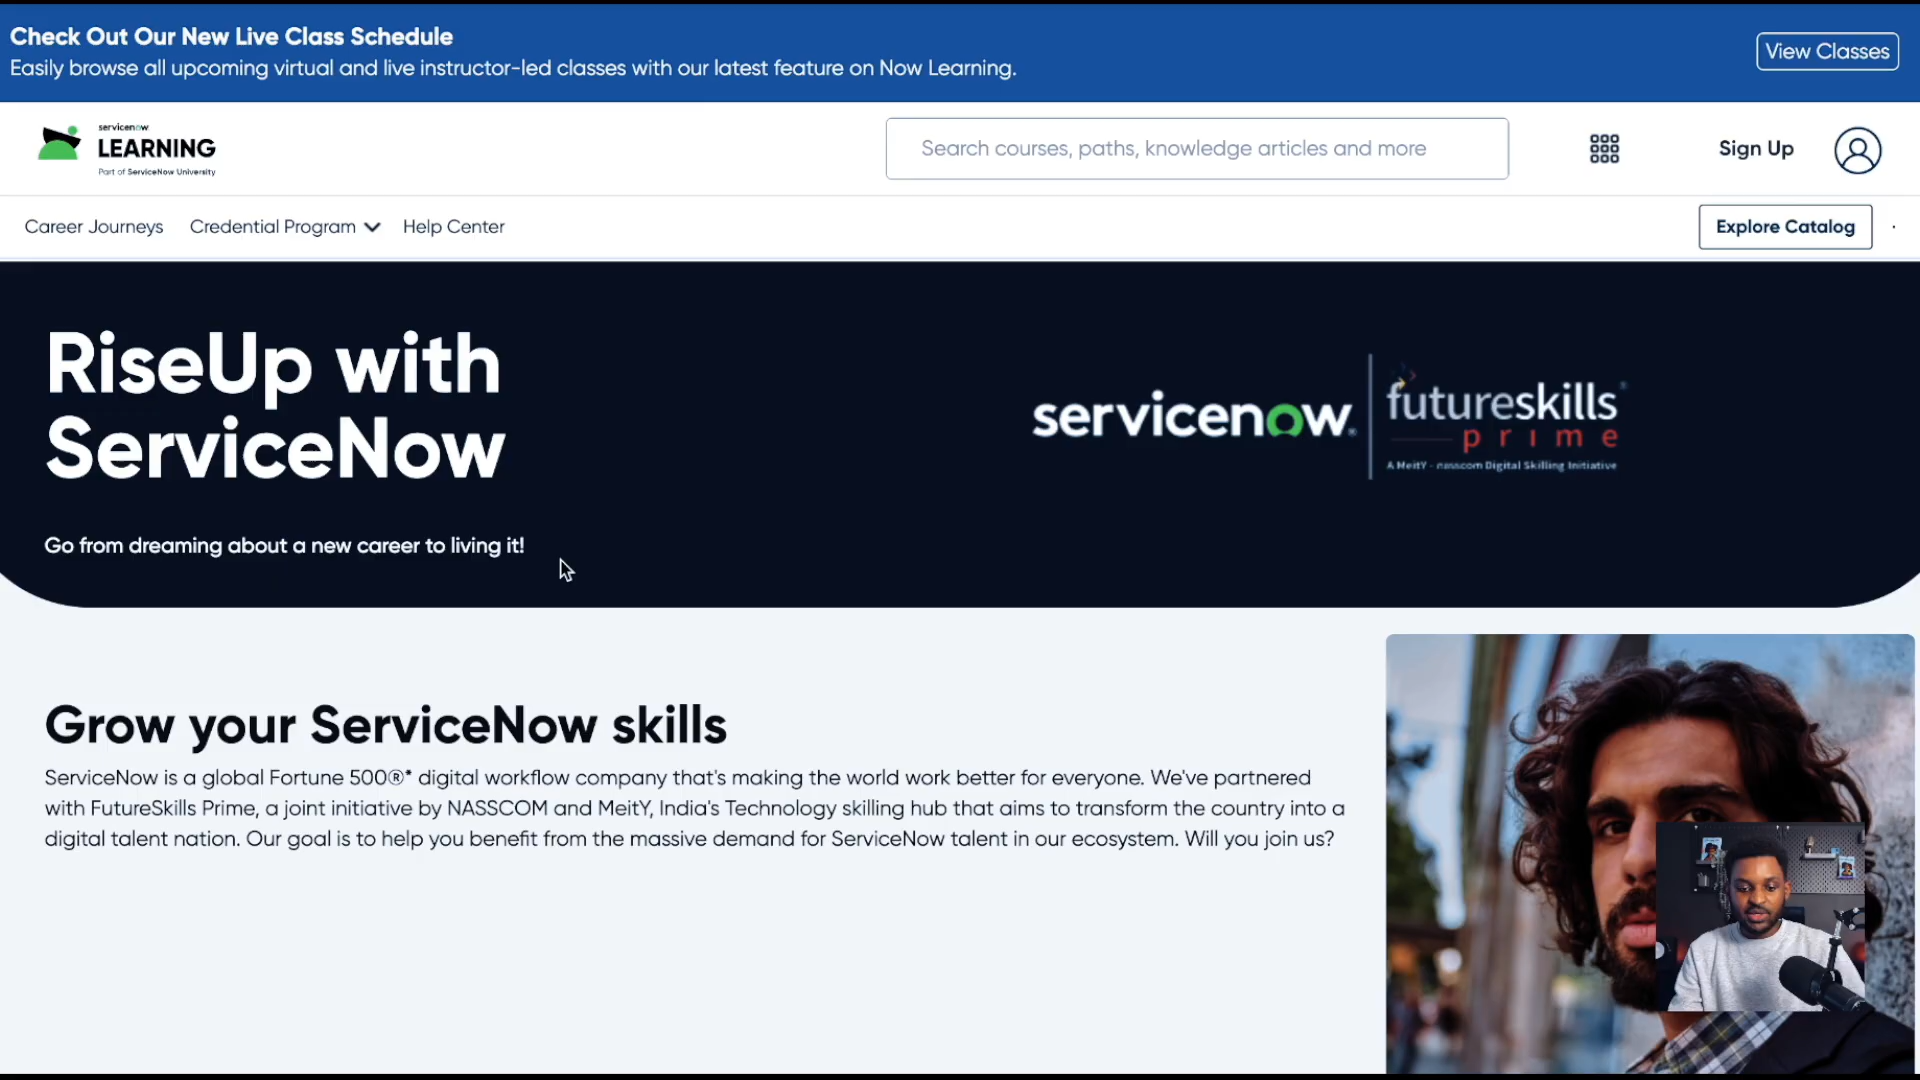 Check Out Our New Live Class Schedule
Easily browse all upcoming virtual and live instructor-led classes with our latest feature on Now Learning.
View Classes
servicenow
LEARNING
Part of ServiceNow University
Search courses, paths, knowledge articles and more
Sign Up
Career Journeys
Credential Program
Help Center
Explore Catalog
RiseUp with
ServiceNow
servicenow®
futureskills®
prime
A MeitY - nasscom Digital Skilling Initiative
Go from dreaming about a new career to living it!
Grow your ServiceNow skills
ServiceNow is a global Fortune 500®* digital workflow company that's making the world work better for everyone. We've partnered
with FutureSkills Prime, a joint initiative by NASSCOM and MeitY, India's Technology skilling hub that aims to transform the country into a
digital talent nation. Our goal is to help you benefit from the massive demand for ServiceNow talent in our ecosystem. Will you join us?